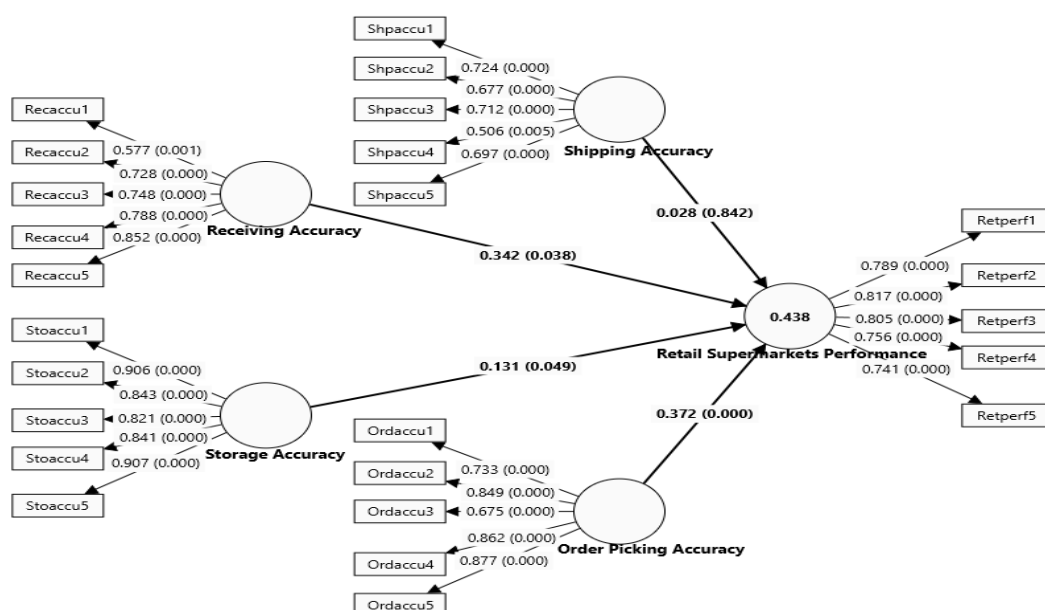 Shpaccu1
Shpaccu2
Shpaccu3
Shpaccu4
Shpaccu5
0.724 (0.000)
0.677 (0.000)
0.712 (0.000)
0.506 (0.005)
0.697 (0.000)
Shipping Accuracy
Recaccu1
Recaccu2
Recaccu3
Recaccu4
Recaccu5
0.577 (0.001)
0.728 (0.000)
0.748 (0.000)
0.788 (0.000)
0.852 (0.000)
Receiving Accuracy
0.028 (0.842)
0.342 (0.038)
0.131 (0.049)
0.372 (0.000)
0.438
Retail Supermarkets Performance
0.789 (0.000)
0.817 (0.000)
0.805 (0.000)
0.756 (0.000)
0.741 (0.000)
Retperf1
Retperf2
Retperf3
Retperf4
Retperf5
Stoaccu1
Stoaccu2
Stoaccu3
Stoaccu4
Stoaccu5
0.906 (0.000)
0.843 (0.000)
0.821 (0.000)
0.841 (0.000)
0.907 (0.000)
Storage Accuracy
Ordaccu1
Ordaccu2
Ordaccu3
Ordaccu4
Ordaccu5
0.733 (0.000)
0.849 (0.000)
0.675 (0.000)
0.862 (0.000)
0.877 (0.000)
Order Picking Accuracy